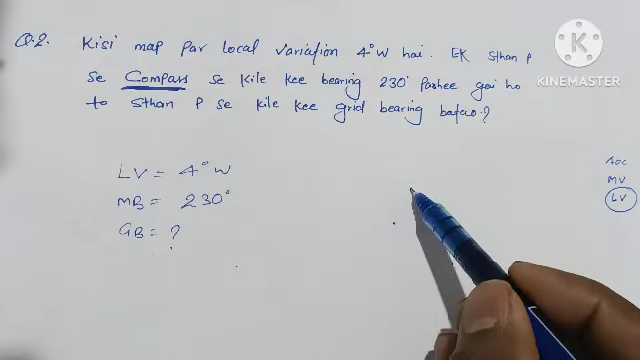 Q.2. Kisi map par local variation 4°W hai. EK sthan P
se Compass se kile kee bearing 230° Parhee gai ho
to sthan P se kile kee grid bearing batao.?
LV = 4°W
MB = 230°
GB = ?
AOC
MV
LV
KINEMASTER